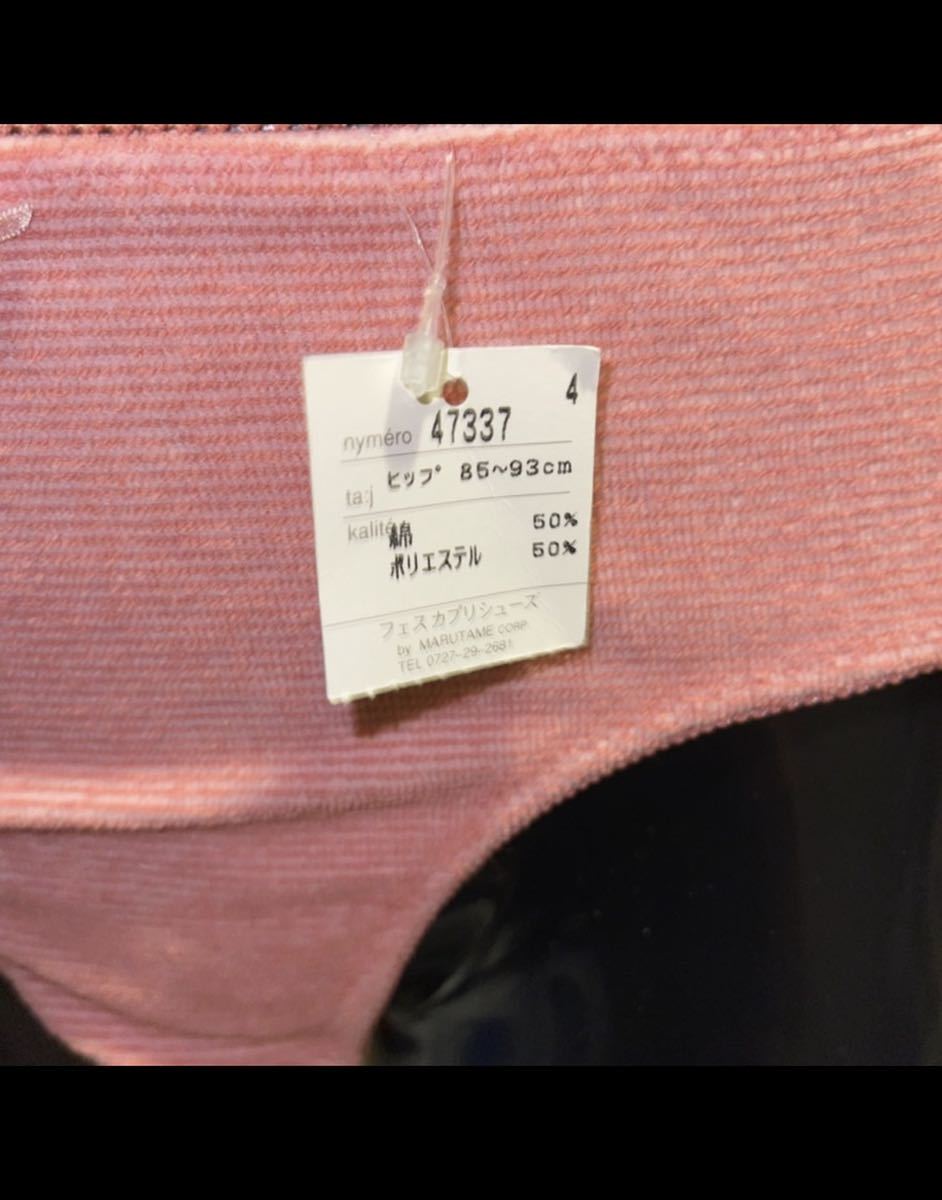 4
nyméro 47337
ta:j ヒップ 85~93cm
kalité 綿 50%
ポリエステル 50%
フェスカプリシューズ
by MARUTAME CORP.
TEL 0727-29-2681